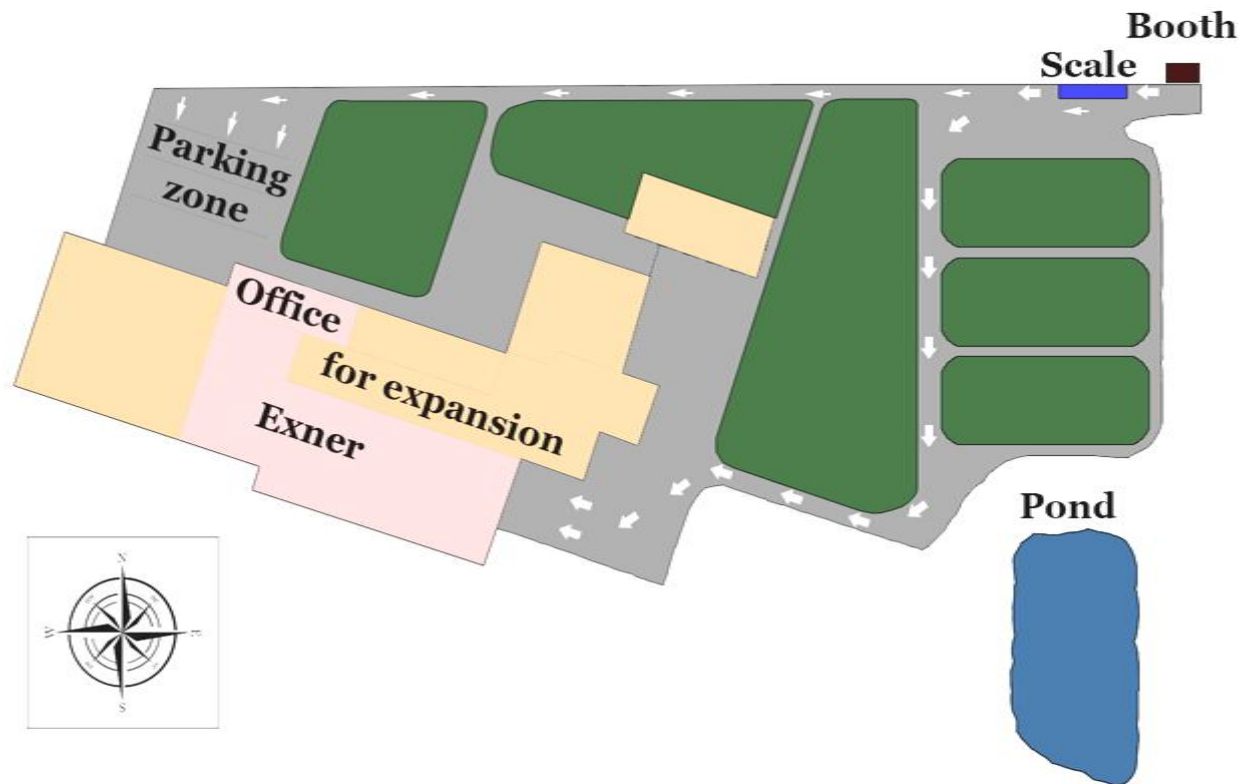 Booth
Scale
Parking
zone
Office
for expansion
Exner
Pond
N
W
E
S